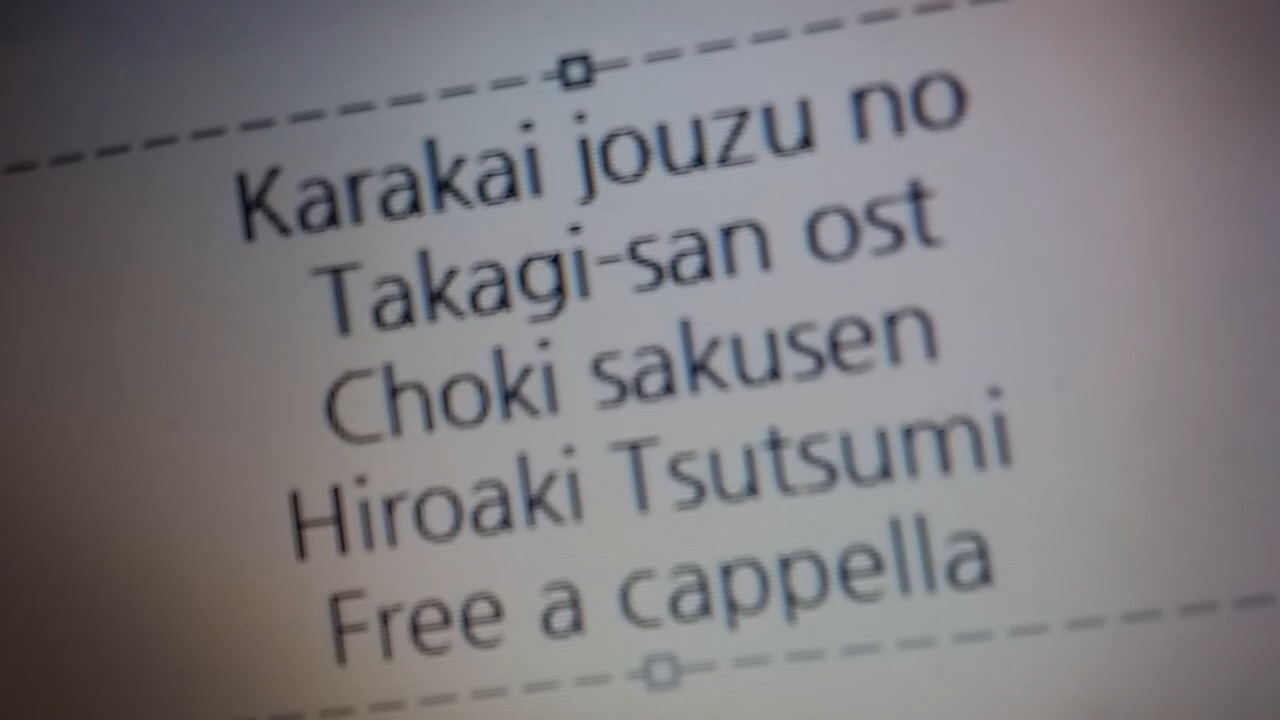 Karakai jouzu no
Takagi-san ost
Choki sakusen
Hiroaki Tsutsumi
Free a cappella